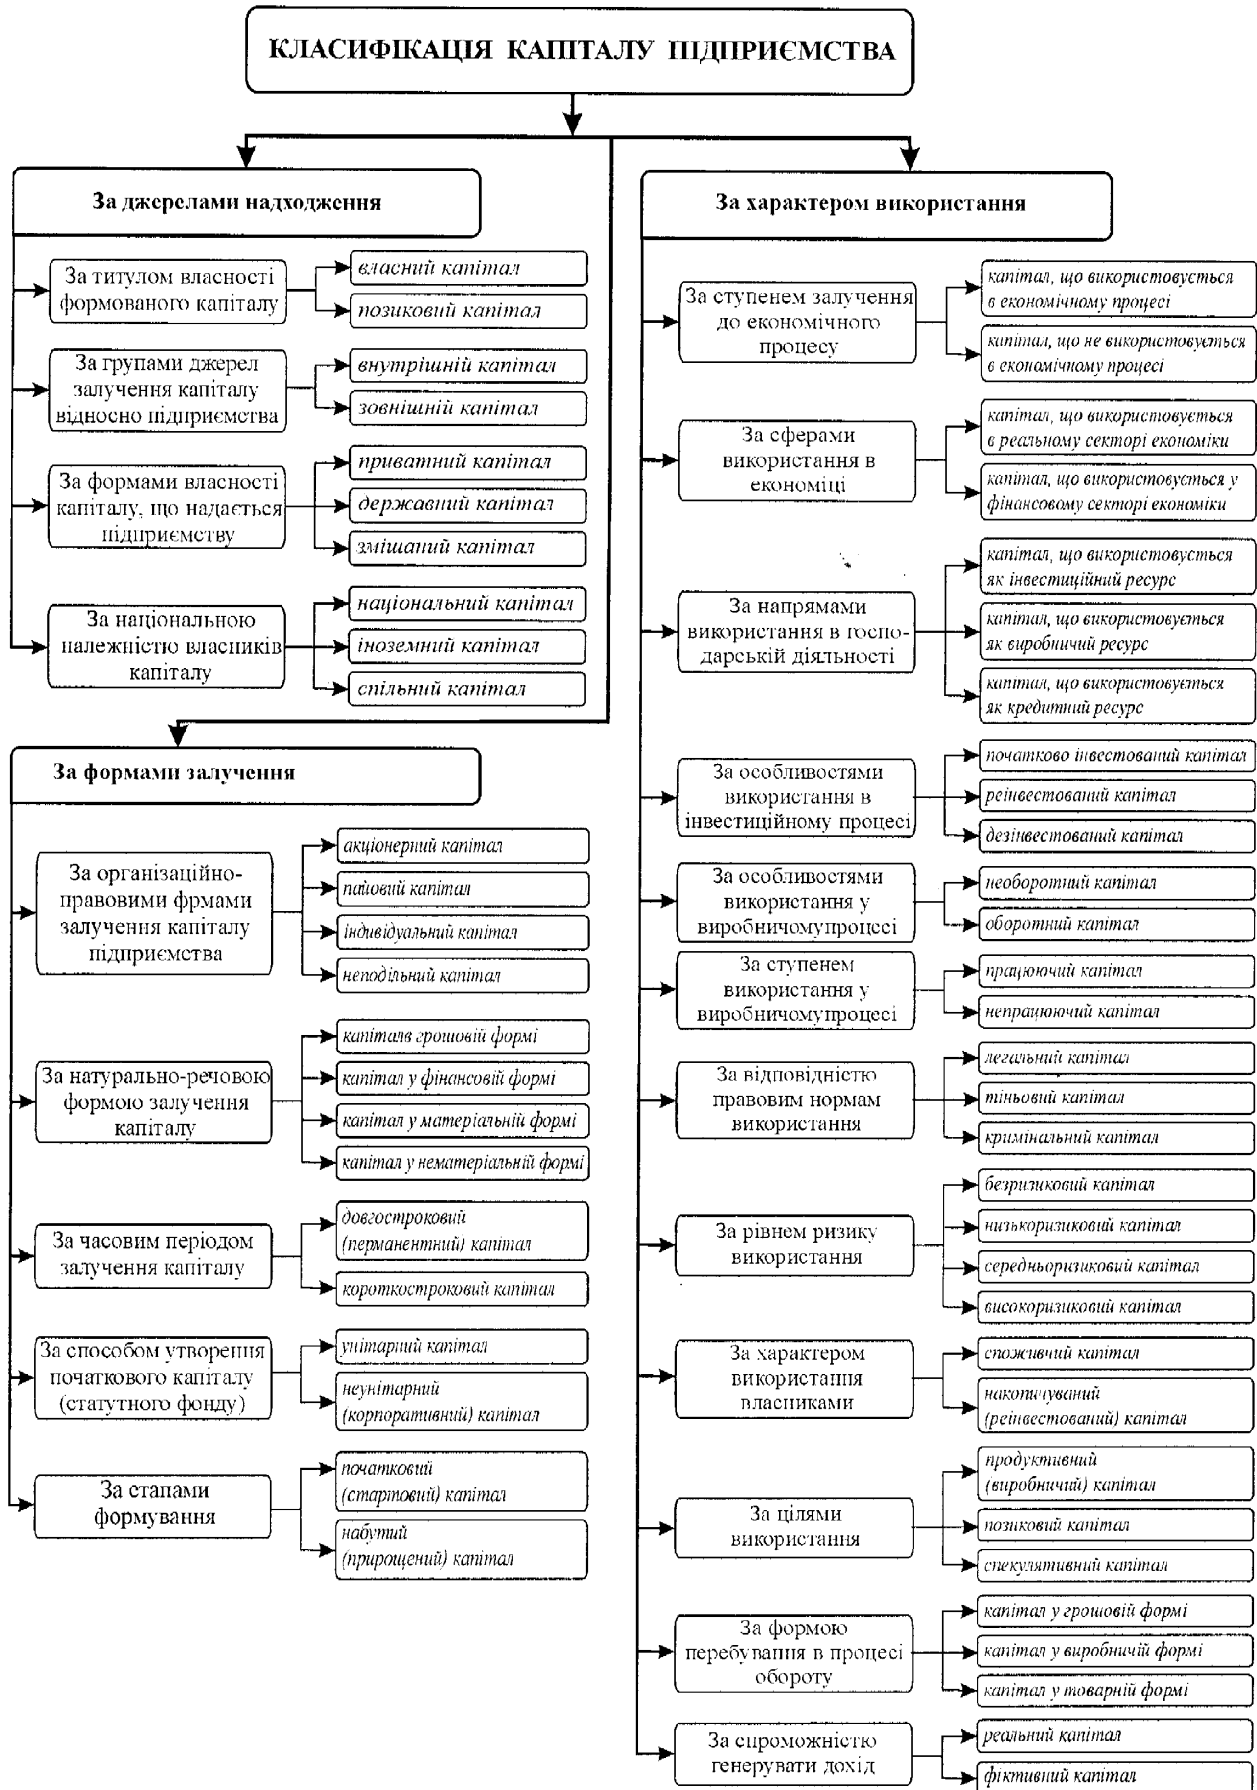 КЛАСИФІКАЦІЯ КАПІТАЛУ ПІДПРИЄМСТВА
За джерелами надходження
За титулом власності
формованого капіталу
власний капітал
позиковий капітал
За групами джерел
залучення капіталу
відносно підприємства
внутрішній капітал
зовнішній капітал
За формами власності
капіталу, що надається
підприємству
приватний капітал
державний капітал
змішаний капітал
За національною
належністю власників
капіталу
національний капітал
іноземний капітал
спільний капітал
За формами залучення
За організаційно-
правовими фрмами
залучення капіталу
підприємства
акціонерний капітал
пайовий капітал
індивідуальний капітал
неподільний капітал
За натурально-речовою
формою залучення
капіталу
капіталв грошовій формі
капітал у фінансовій формі
капітал у матеріальній формі
капітал у нематеріальній формі
За часовим періодом
залучення капіталу
довгостроковий
(перманентний) капітал
короткостроковий капітал
За способом утворення
початкового капіталу
(статутного фонду)
унітарний капітал
неунітарний
(корпоративний) капітал
За етапами
формування
початковий
(стартовий) капітал
набутий
(прирощений) капітал
За характером використання
За ступенем залучення
до економічного
процесу
капітал, що використовується
в економічному процесі
капітал, що не використовується
в економічному процесі
За сферами
використання в
економіці
капітал, що використовується
в реальному секторі економіки
капітал, що використовується у
фінансовому секторі економіки
За напрямами
використання в госпо-
дарській діяльності
капітал, що використовується
як інвестиційний ресурс
капітал, що використовується
як виробничий ресурс
капітал, що використовується
як кредитний ресурс
За особливостями
використання в
інвестиційному процесі
початково інвестований капітал
реінвестований капітал
дезінвестований капітал
За особливостями
використання у
виробничомупроцесі
необоротний капітал
оборотний капітал
За ступенем
використання у
виробничомупроцесі
працюючий капітал
непрацюючий капітал
За відповідністю
правовим нормам
використання
легальний капітал
тіньовий капітал
кримінальний капітал
За рівнем ризику
використання
безризиковий капітал
низькоризиковий капітал
середньоризиковий капітал
високоризиковий капітал
За характером
використання
власниками
споживчий капітал
накопичуваний
(реінвестований) капітал
За цілями
використання
продуктивний
(виробничий) капітал
позиковий капітал
спекулятивний капітал
За формою
перебування в процесі
обороту
капітал у грошовій формі
капітал у виробничій формі
капітал у товарній формі
За спроможністю
генерувати дохід
реальний капітал
фіктивний капітал